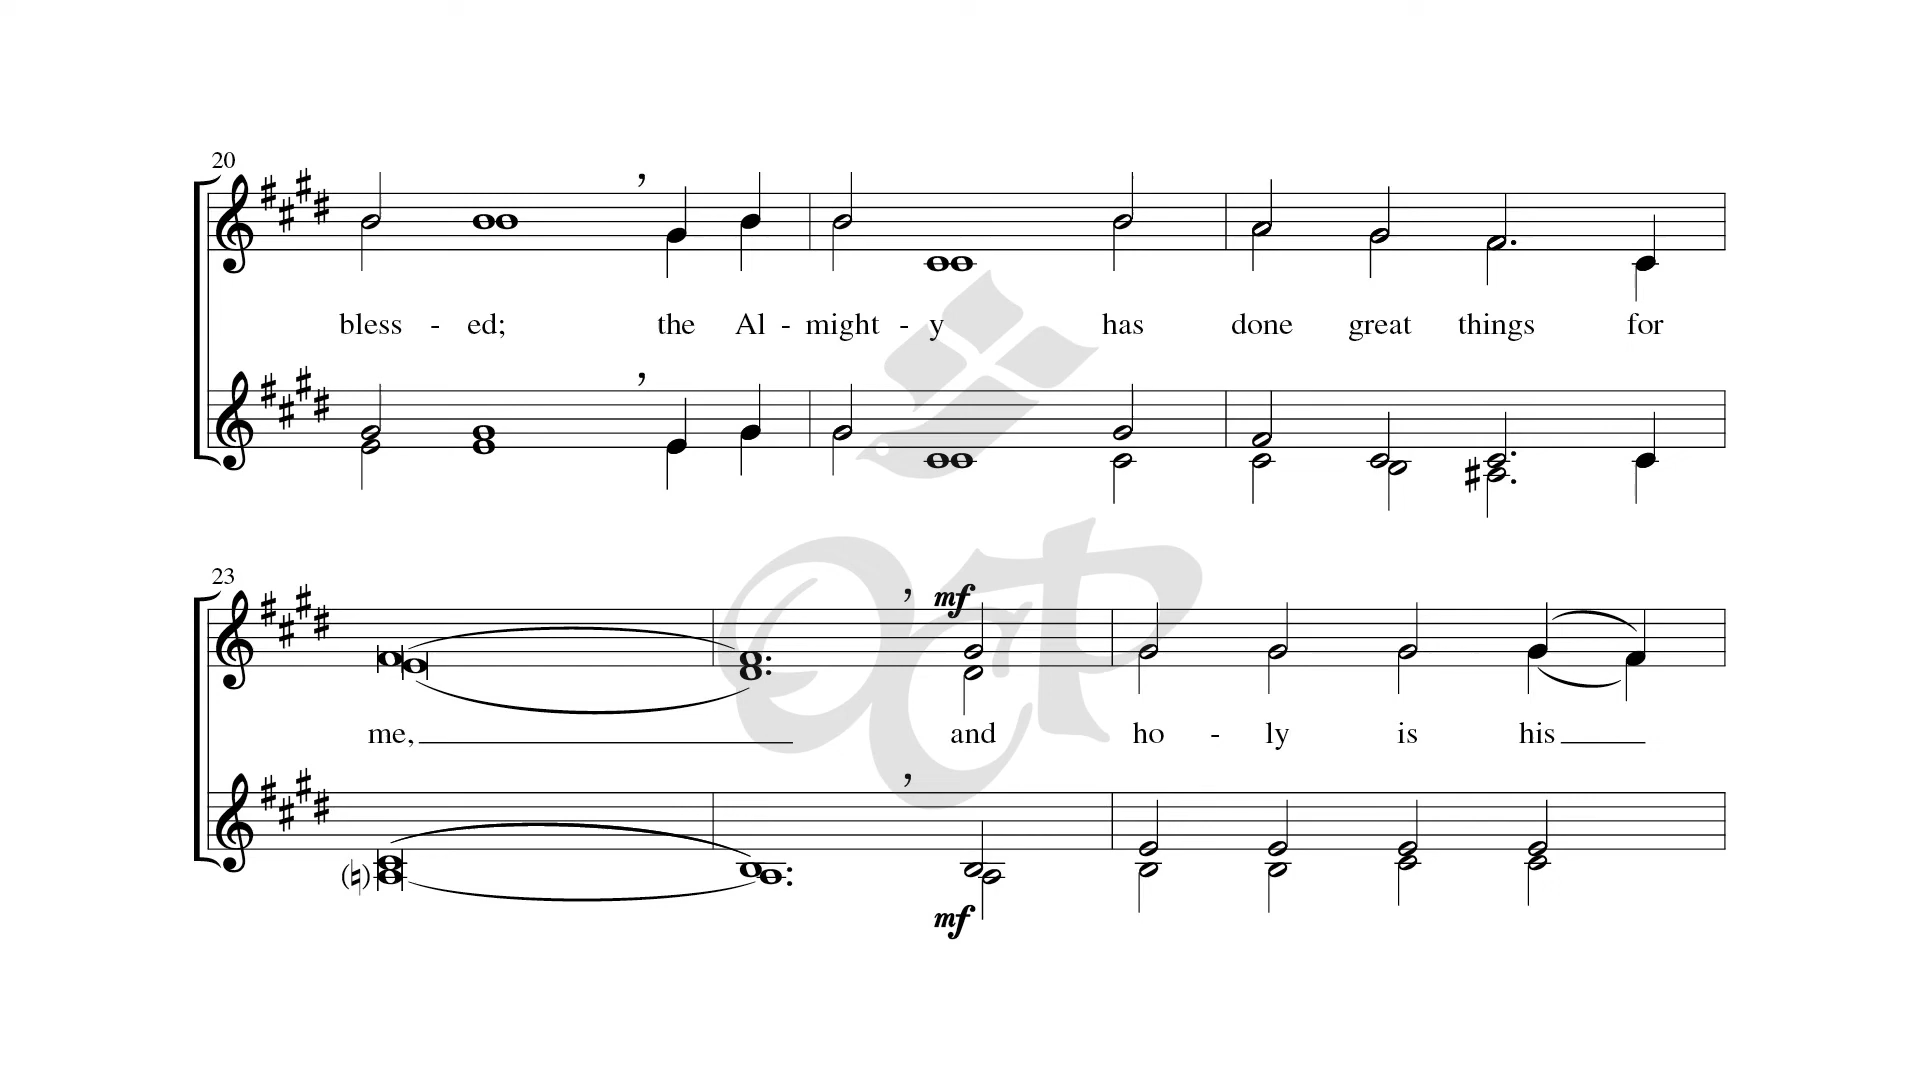 20
bless - ed; the Al - might - y has done great things for
23
mf
me, and ho - ly is his
mf